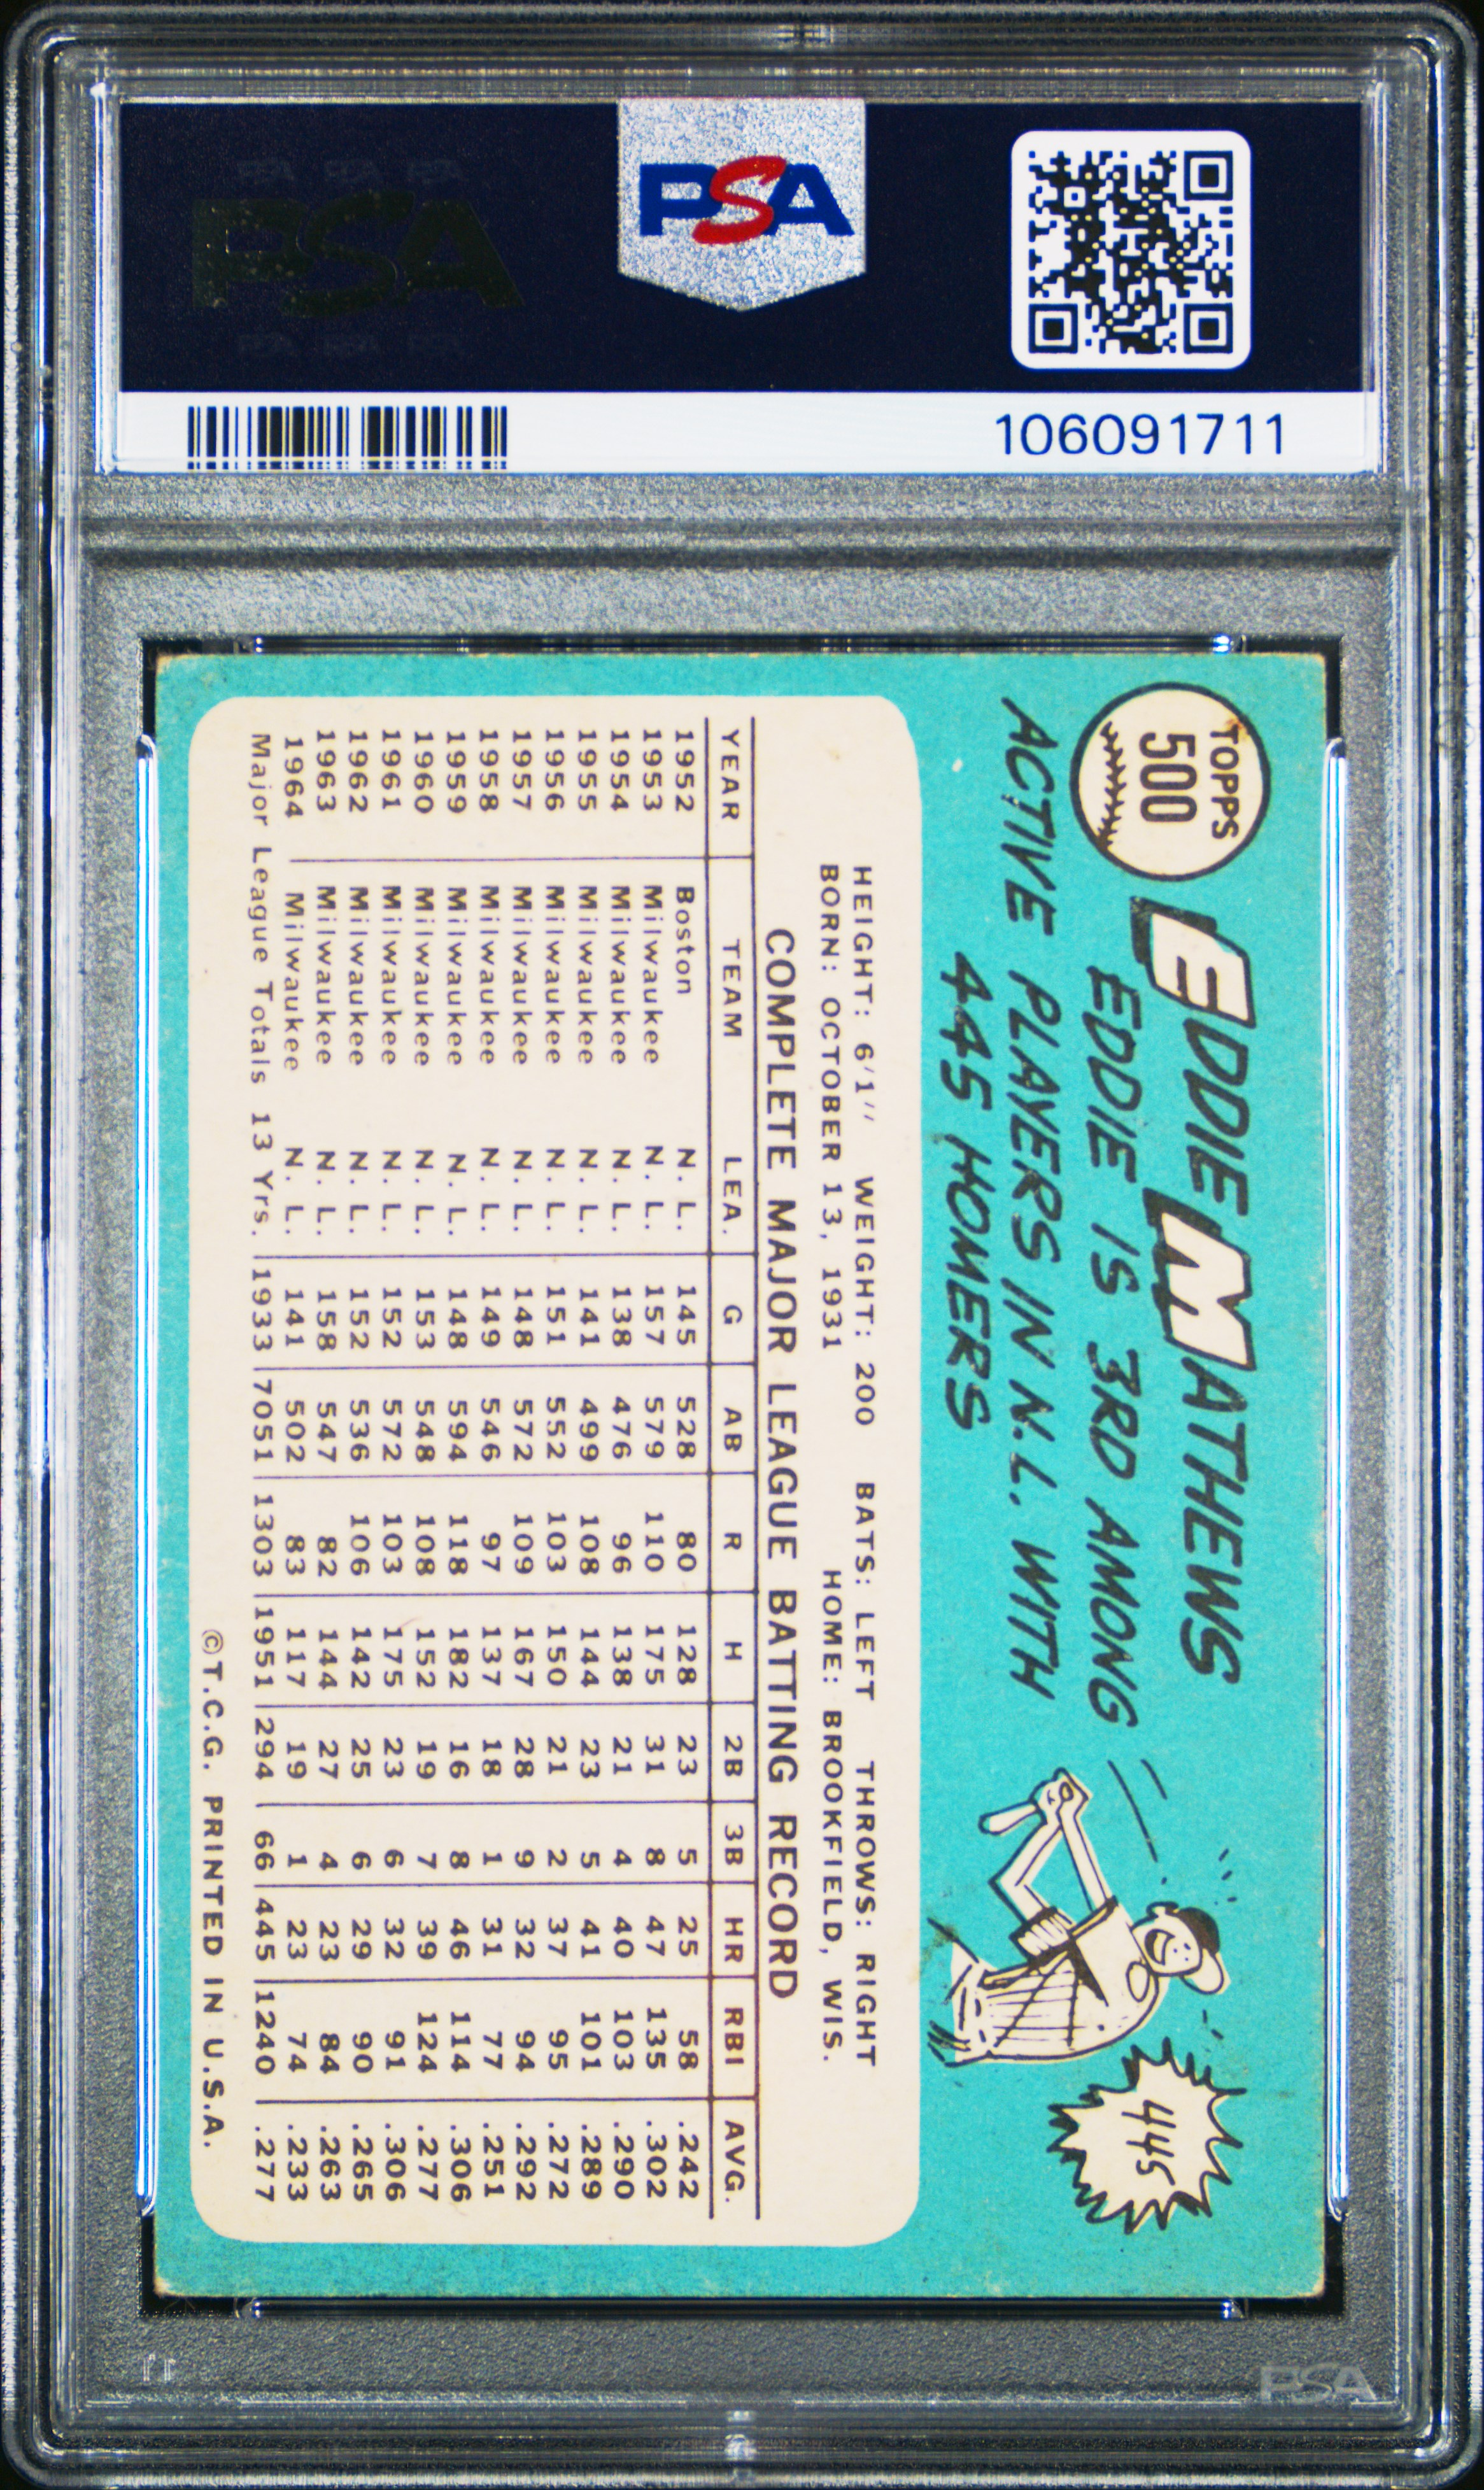 PSA PSA PSA
PSA
PSA PSA PSA
PSA
106091711
TOPPS
500
EDDIE MATHEWS
EDDIE IS 3RD AMONG
ACTIVE PLAYERS IN N.L. WITH
445 HOMERS
445
HEIGHT: 6'1" WEIGHT: 200 BATS: LEFT THROWS: RIGHT
BORN: OCTOBER 13, 1931 HOME: BROOKFIELD, WIS.
COMPLETE MAJOR LEAGUE BATTING RECORD
YEAR TEAM LEA. G AB R H 2B 3B HR RBI AVG.
1952 Boston N. L. 145 528 80 128 23 5 25 58 .242
1953 Milwaukee N. L. 157 579 110 175 31 8 47 135 .302
1954 Milwaukee N. L. 138 476 96 138 21 4 40 103 .290
1955 Milwaukee N. L. 141 499 108 144 23 5 41 101 .289
1956 Milwaukee N. L. 151 552 103 150 21 2 37 95 .272
1957 Milwaukee N. L. 148 572 109 167 28 9 32 94 .292
1958 Milwaukee N. L. 149 546 97 137 18 1 31 77 .251
1959 Milwaukee N. L. 148 594 118 182 16 8 46 114 .306
1960 Milwaukee N. L. 153 548 108 152 19 7 39 124 .277
1961 Milwaukee N. L. 152 572 103 175 23 6 32 91 .306
1962 Milwaukee N. L. 152 536 106 142 25 6 29 90 .265
1963 Milwaukee N. L. 158 547 82 144 27 4 23 84 .263
1964 Milwaukee N. L. 141 502 83 117 19 1 23 74 .233
Major League Totals 13 Yrs. 1933 7051 1303 1951 294 66 445 1240 .277
©T.C.G. PRINTED IN U.S.A.
PSA